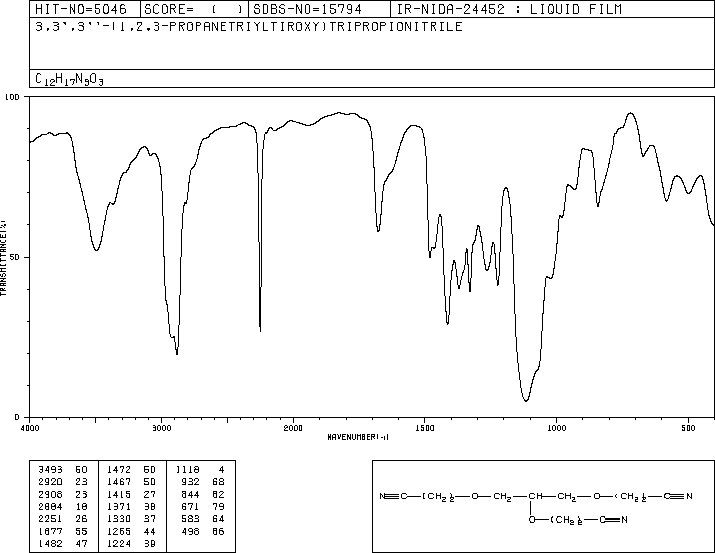 HIT-NO=5046 SCORE= ( ) SDBS-NO=15794 IR-NIDA-24452 : LIQUID FILM
3,3',3''-(1,2,3-PROPANETRIYLTIROXY)TRIPROPIONITRILE
C12H17N3O3
100
50
0
TRANSMITTANCE(%)
4000 3000 2000 1500 1000 500
WAVENUMBER(-1)
3493 50 1472 50 1118 4
2920 23 1467 50 932 68
2908 23 1415 27 844 62
2884 18 1371 38 671 79
2251 26 1330 37 583 64
1677 55 1265 44 498 66
1482 47 1224 39
N≡C—(CH2)2—O—CH2—CH—CH2—O—(CH2)2—C≡N
O—(CH2)2—C≡N